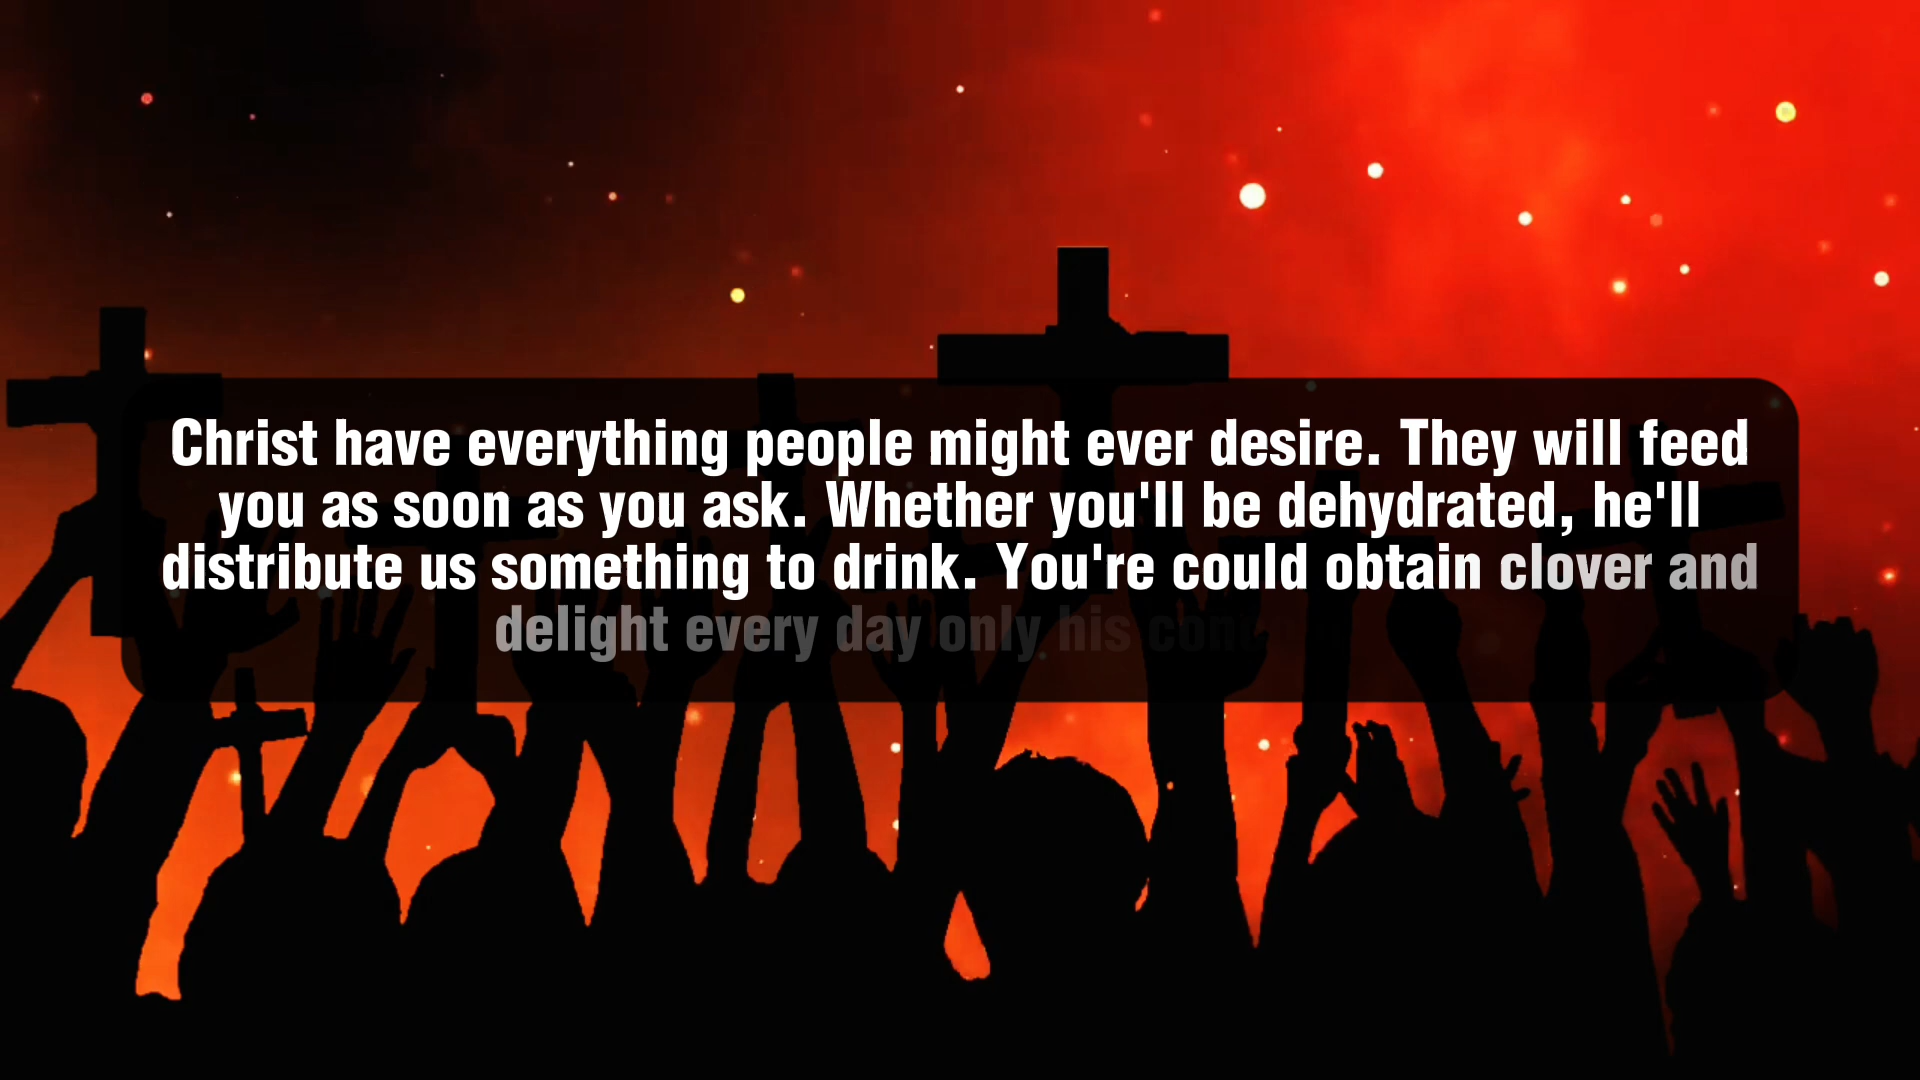 Christ have everything people might ever desire. They will feed
you as soon as you ask. Whether you'll be dehydrated, he'll
distribute us something to drink. You're could obtain clover and
delight every day only his